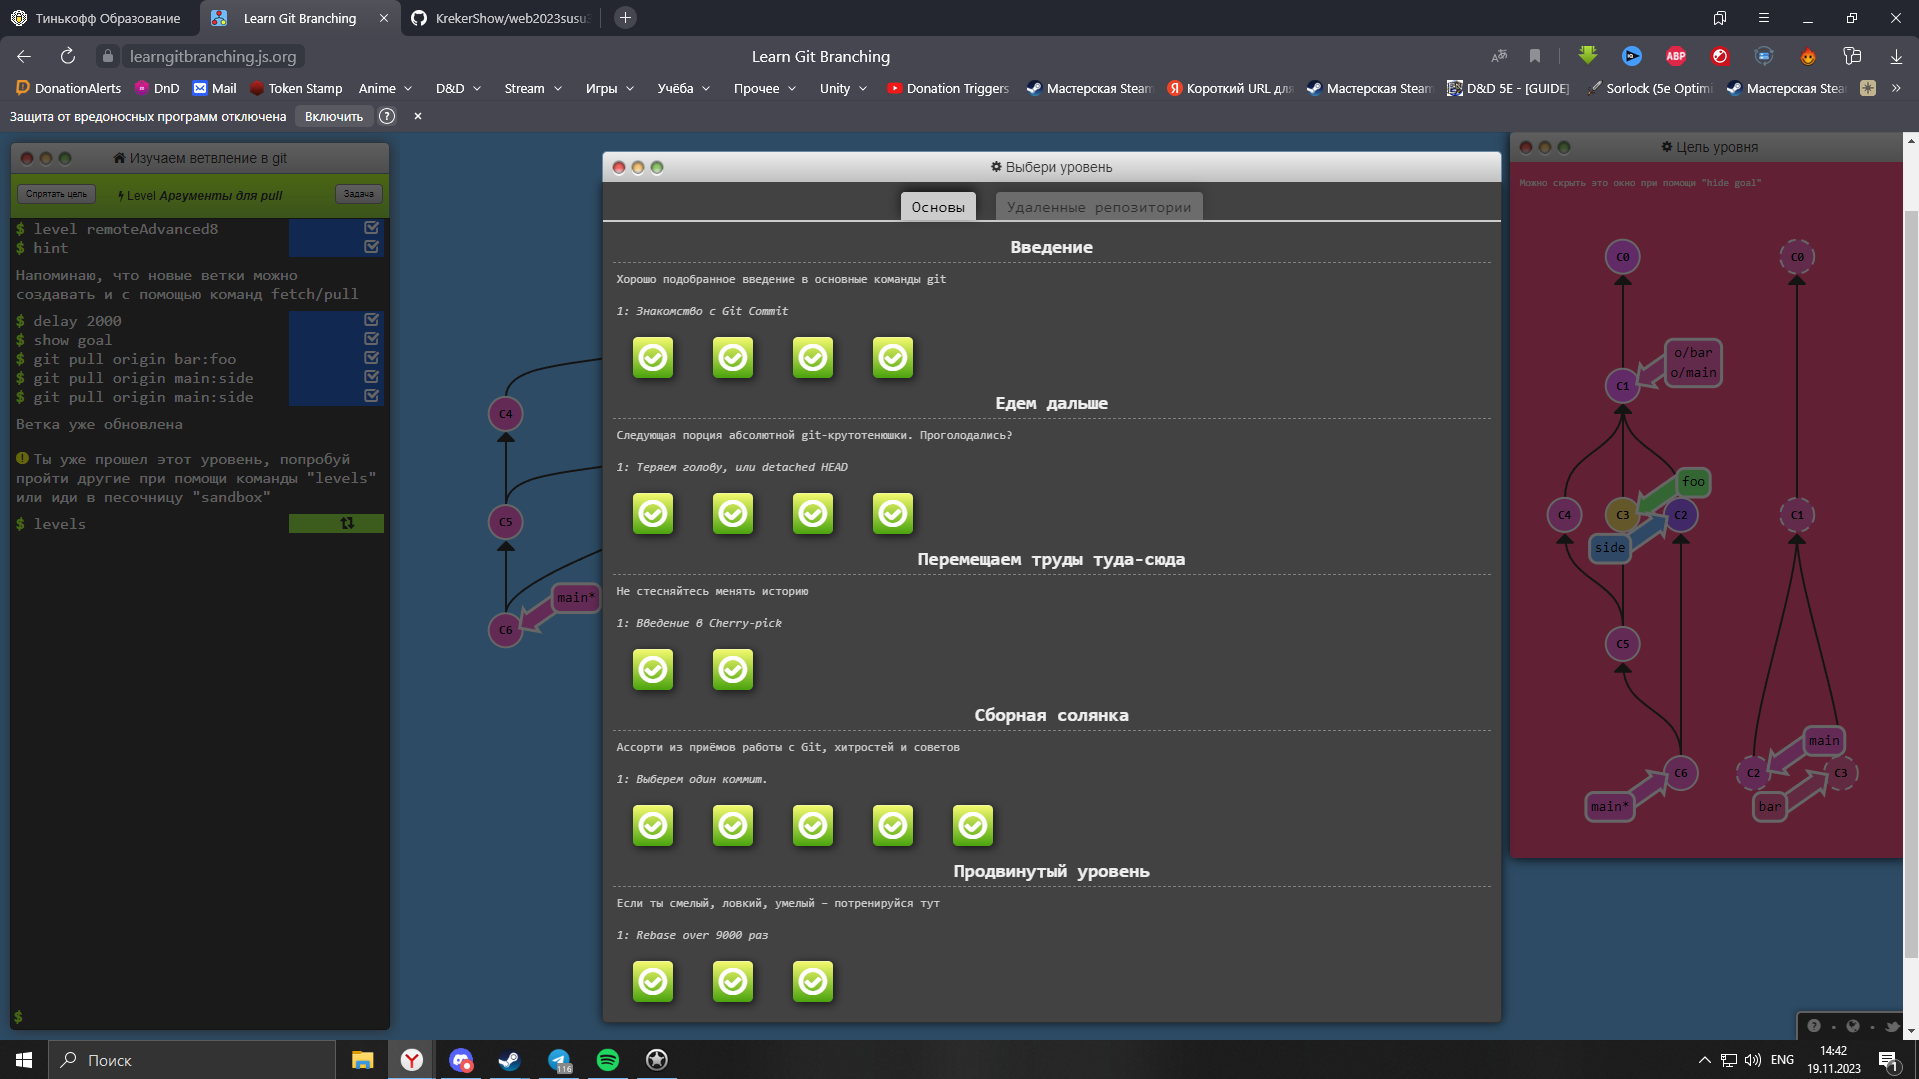 Тинькофф Образование
Learn Git Branching
KrekerShow/web2023susu
learngitbranching.js.org
Learn Git Branching
DonationAlerts
DnD
Mail
Token Stamp
Anime
D&D
Stream
Игры
Учёба
Прочее
Unity
Donation Triggers
Мастерская Steam
Короткий URL для
Мастерская Steam
D&D 5E - [GUIDE]
Sorlock (5e Optimi
Мастерская Stea
Защита от вредоносных программ отключена
Включить
Изучаем ветвление в git
Спрятать цель
Level Аргументы для pull
Задача
$ level remoteAdvanced8
$ hint
Напоминаю, что новые ветки можно
создавать и с помощью команд fetch/pull
$ delay 2000
$ show goal
$ git pull origin bar:foo
$ git pull origin main:side
$ git pull origin main:side
Ветка уже обновлена
Ты уже прошел этот уровень, попробуй
пройти другие при помощи команды "levels"
или иди в песочницу "sandbox"
$ levels
$
C4
C5
main*
C6
Выбери уровень
Основы
Удаленные репозитории
Введение
Хорошо подобранное введение в основные команды git
1: Знакомство с Git Commit
Едем дальше
Следующая порция абсолютной git-крутотенюшки. Проголодались?
1: Теряем голову, или detached HEAD
Перемещаем труды туда-сюда
Не стесняйтесь менять историю
1: Введение в Cherry-pick
Сборная солянка
Ассорти из приёмов работы с Git, хитростей и советов
1: Выберем один коммит.
Продвинутый уровень
Если ты смелый, ловкий, умелый – потренируйся тут
1: Rebase over 9000 раз
Цель уровня
Можно скрыть это окно при помощи "hide goal"
C0
C0
o/bar
o/main
C1
foo
C4
C3
C2
C1
side
C5
main
C6
C2
C3
main*
bar
Поиск
116
ENG
14:42
19.11.2023
1
ABP